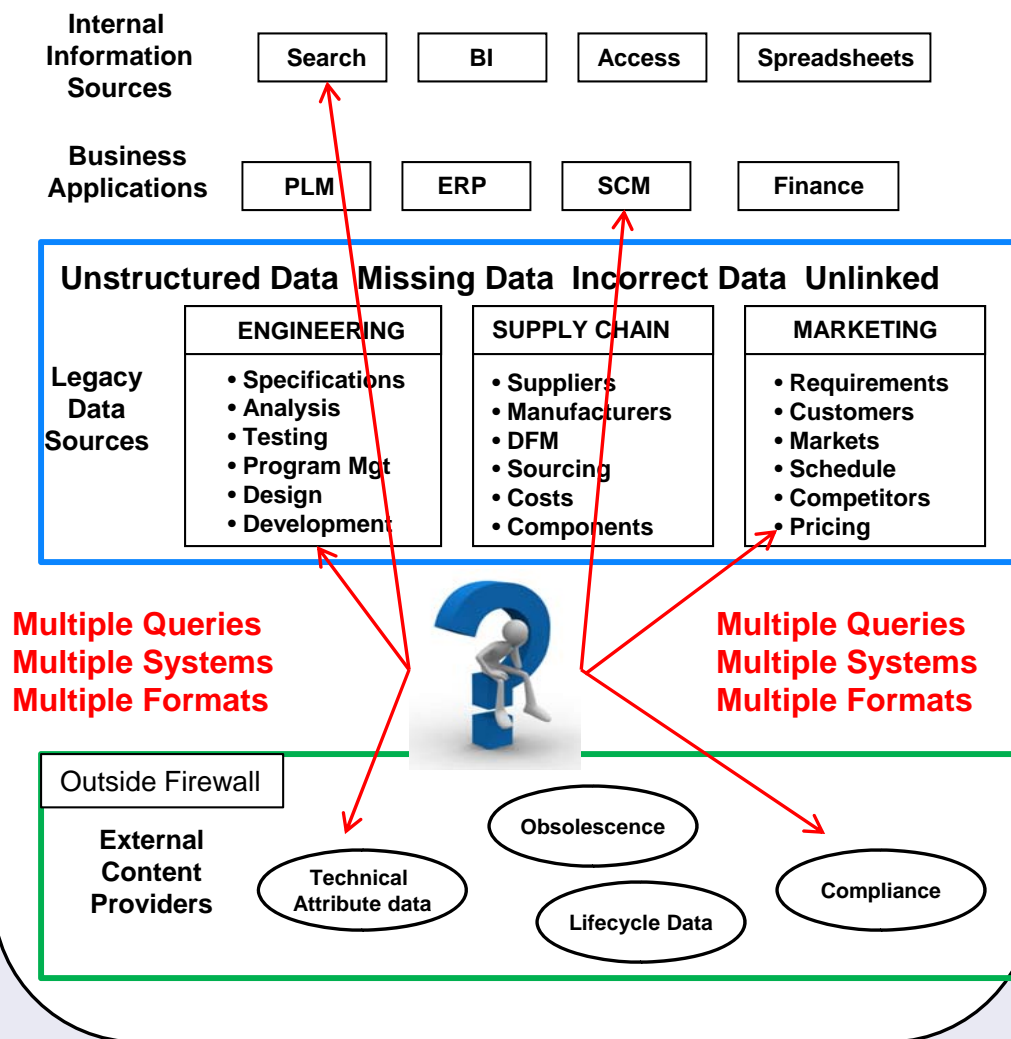 Internal
Information
Sources
Search
BI
Access
Spreadsheets
Business
Applications
PLM
ERP
SCM
Finance
Unstructured Data Missing Data Incorrect Data Unlinked
Legacy
Data
Sources
ENGINEERING
• Specifications
• Analysis
• Testing
• Program Mgt
• Design
• Development
SUPPLY CHAIN
• Suppliers
• Manufacturers
• DFM
• Sourcing
• Costs
• Components
MARKETING
• Requirements
• Customers
• Markets
• Schedule
• Competitors
• Pricing
Multiple Queries
Multiple Systems
Multiple Formats
?
Multiple Queries
Multiple Systems
Multiple Formats
Outside Firewall
External
Content
Providers
Technical
Attribute data
Obsolescence
Lifecycle Data
Compliance